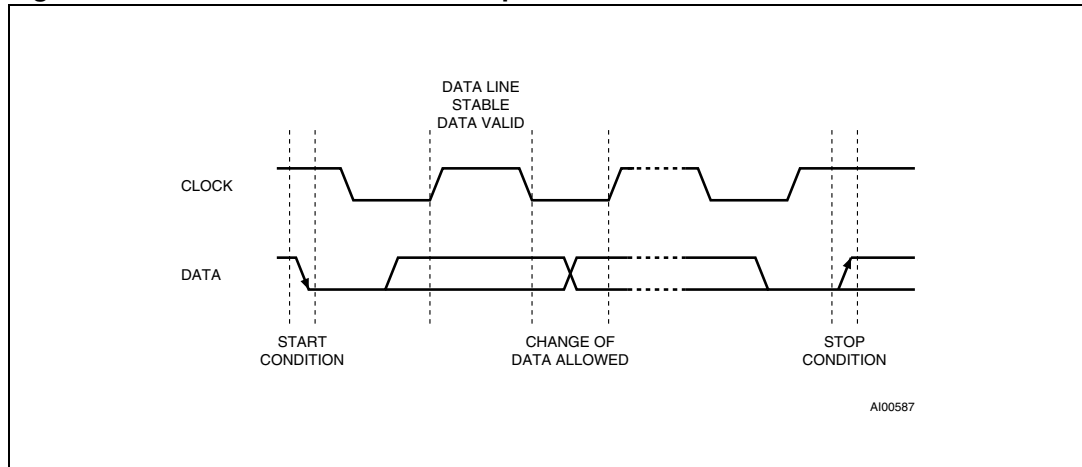 DATA LINE
STABLE
DATA VALID
CLOCK
DATA
START
CONDITION
CHANGE OF
DATA ALLOWED
STOP
CONDITION
AI00587